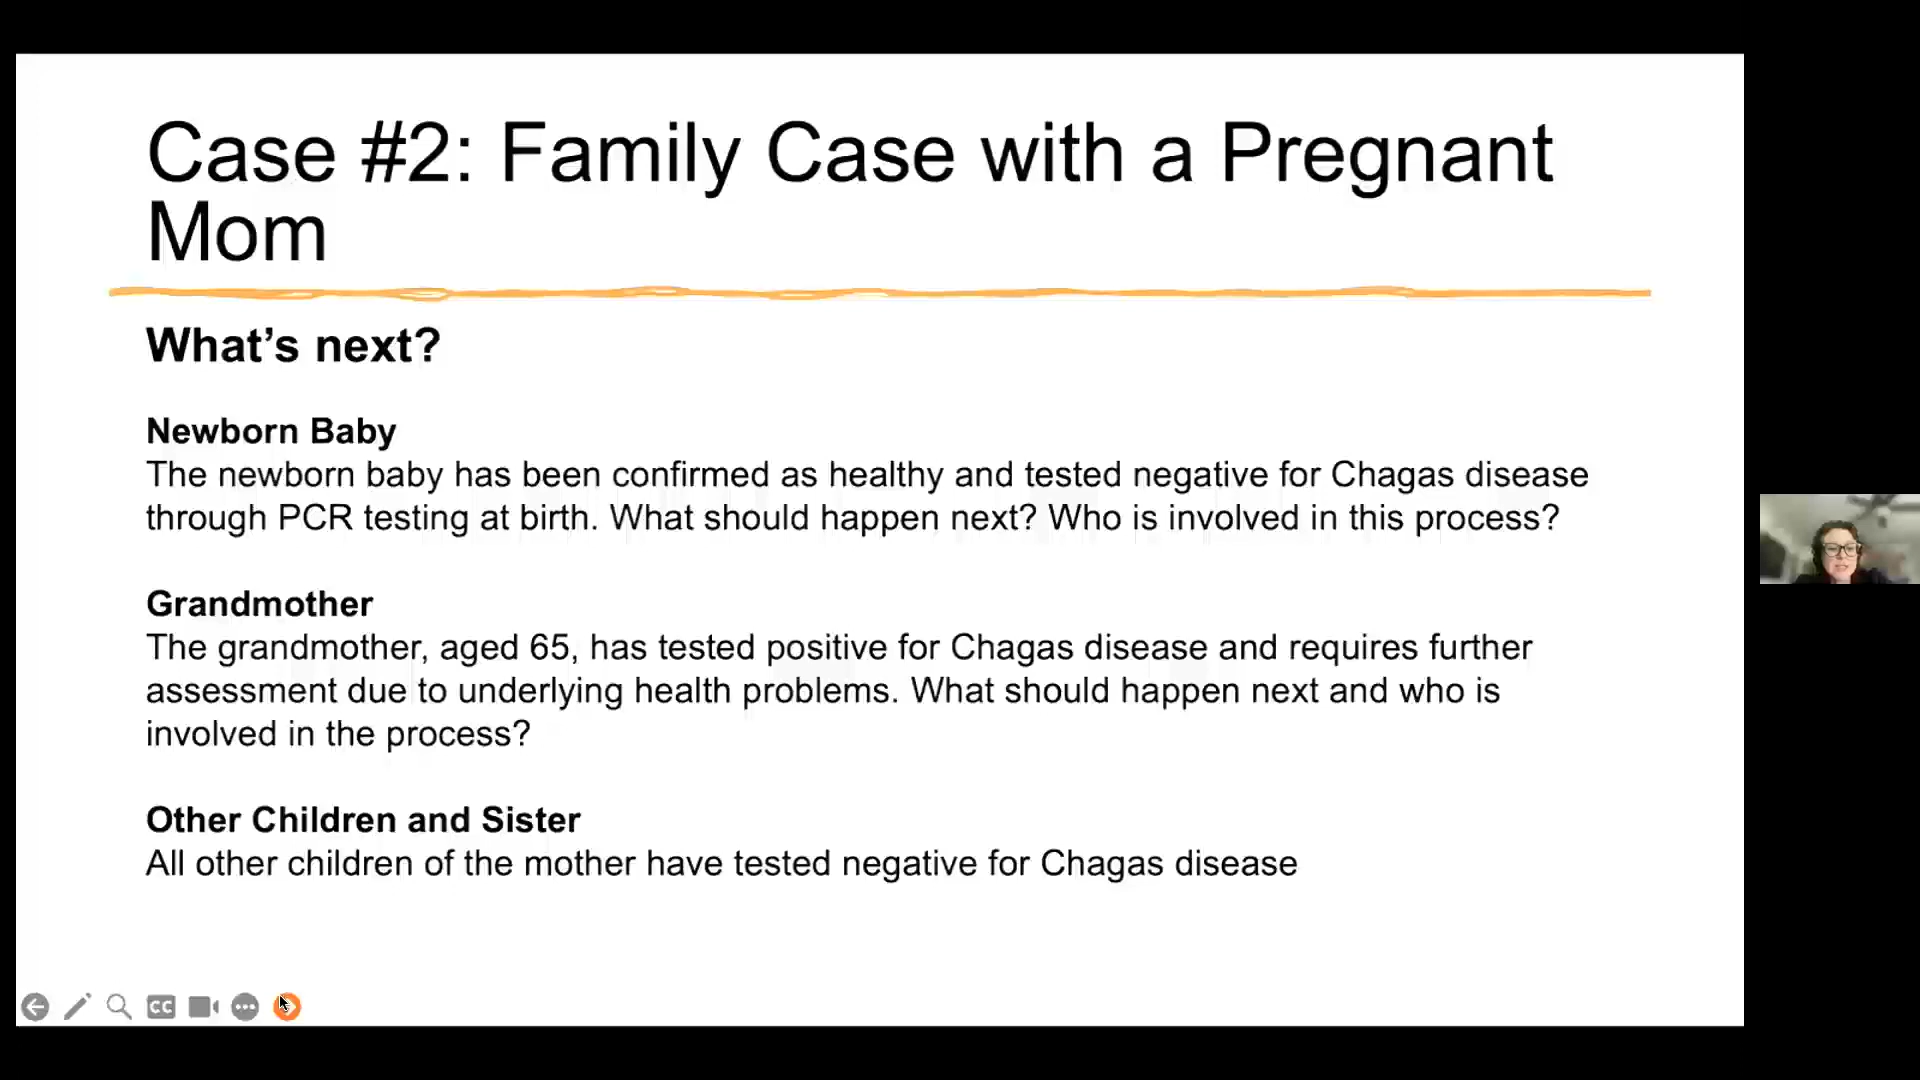 Case #2: Family Case with a Pregnant
Mom
What’s next?
Newborn Baby
The newborn baby has been confirmed as healthy and tested negative for Chagas disease
through PCR testing at birth. What should happen next? Who is involved in this process?
Grandmother
The grandmother, aged 65, has tested positive for Chagas disease and requires further
assessment due to underlying health problems. What should happen next and who is
involved in the process?
Other Children and Sister
All other children of the mother have tested negative for Chagas disease
CC